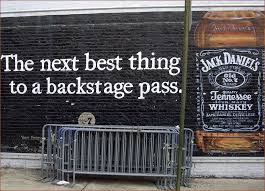 The next best thing
to a backstage pass.
JACK DANIEL'S
OLD
No. 7
Tennessee
WHISKEY